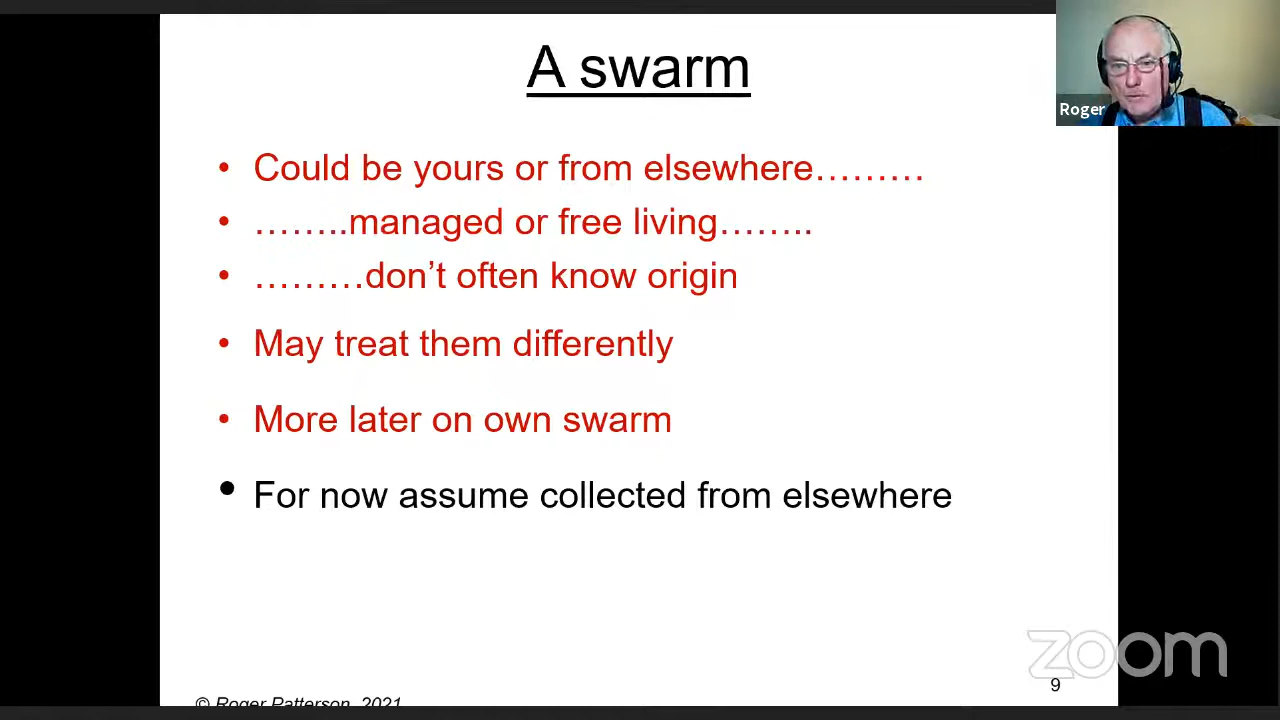 A swarm
Roger
• Could be yours or from elsewhere………
• ……..managed or free living……..
• ………don’t often know origin
• May treat them differently
• More later on own swarm
• For now assume collected from elsewhere
zoom
9
© Roger Patterson, 2021